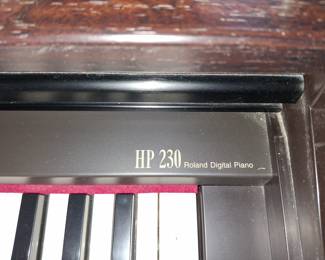 HP 230 Roland Digital Piano